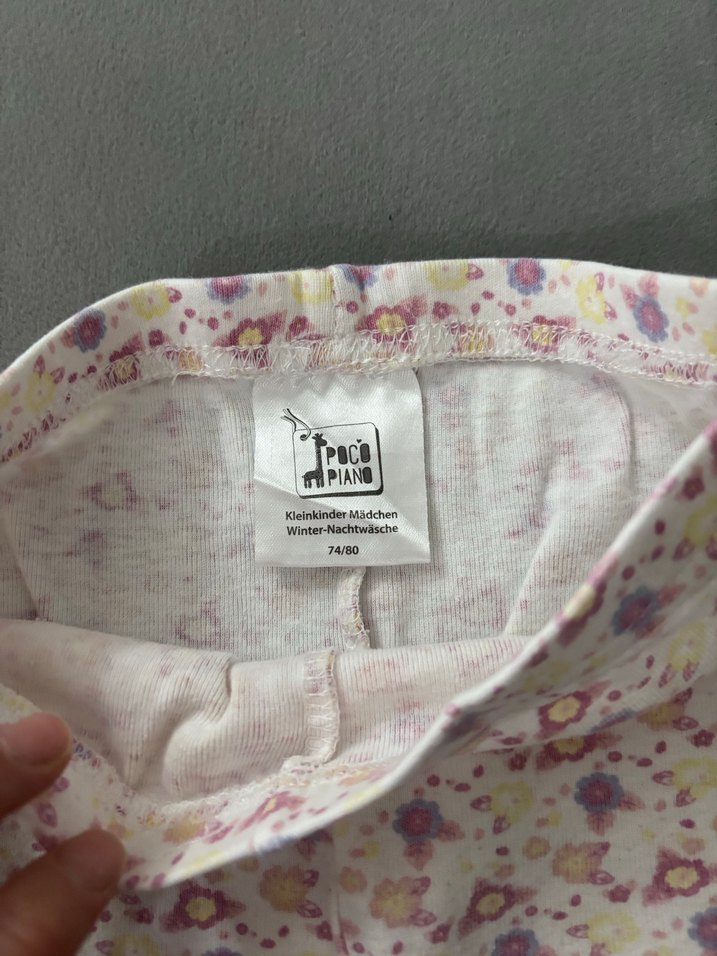 POCO
PIANO
Kleinkinder Mädchen
Winter-Nachtwäsche
74/80